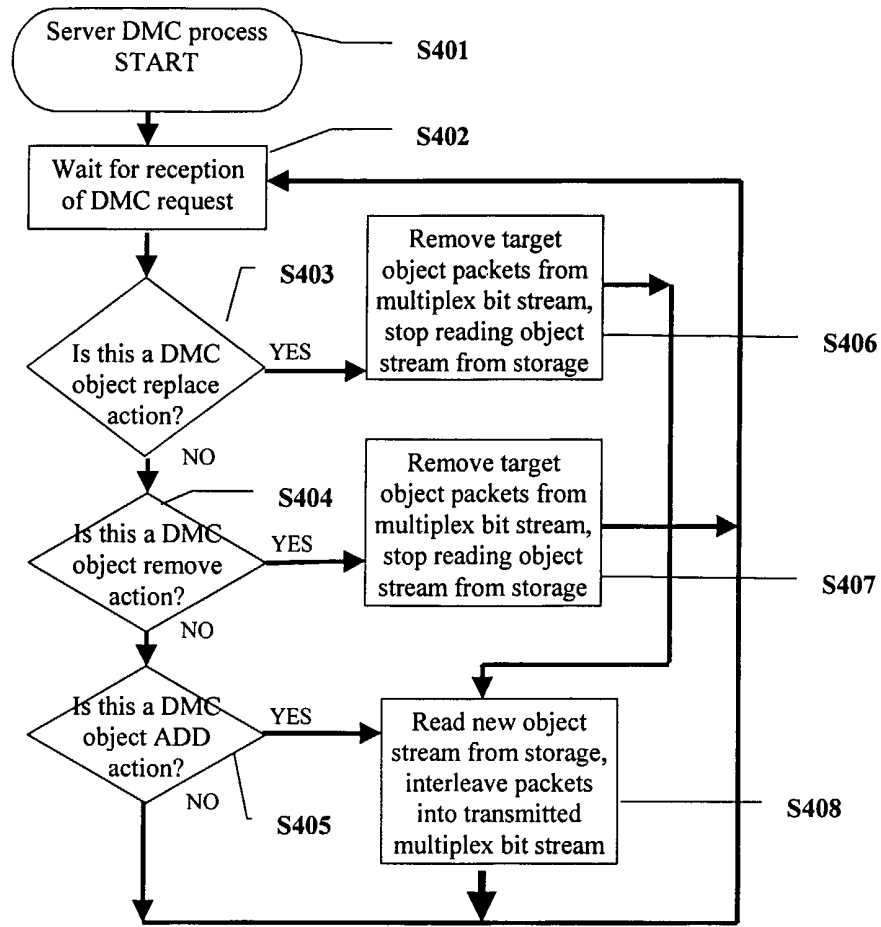 Server DMC process
START
S401
Wait for reception
of DMC request
S402
Is this a DMC
object replace
action?
S403
YES
NO
Remove target
object packets from
multiplex bit stream,
stop reading object
stream from storage
S406
Is this a DMC
object remove
action?
S404
YES
NO
Remove target
object packets from
multiplex bit stream,
stop reading object
stream from storage
S407
Is this a DMC
object ADD
action?
YES
NO
S405
Read new object
stream from storage,
interleave packets
into transmitted
multiplex bit stream
S408